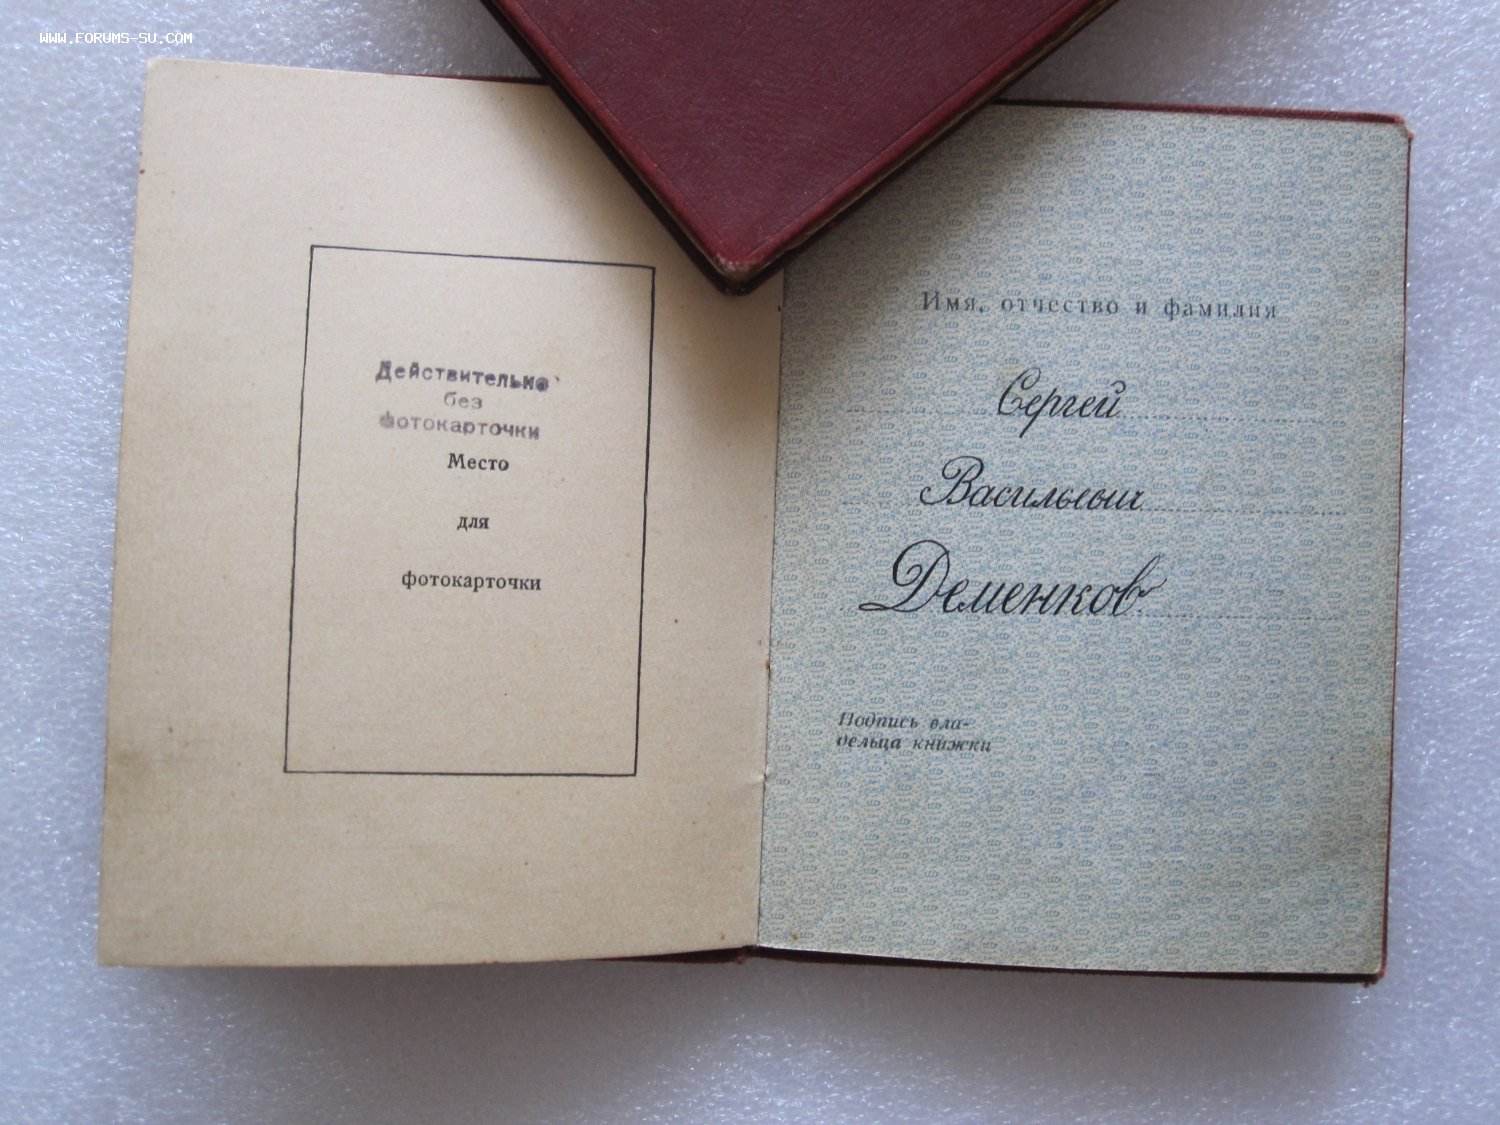 WWW.FORUMS-SU.COM
Действительно
без
фотокарточки
Место
для
фотокарточки
Имя, отчество и фамилия
Сергей
Васильевич
Деменков
Подпись вла-
дельца книжки